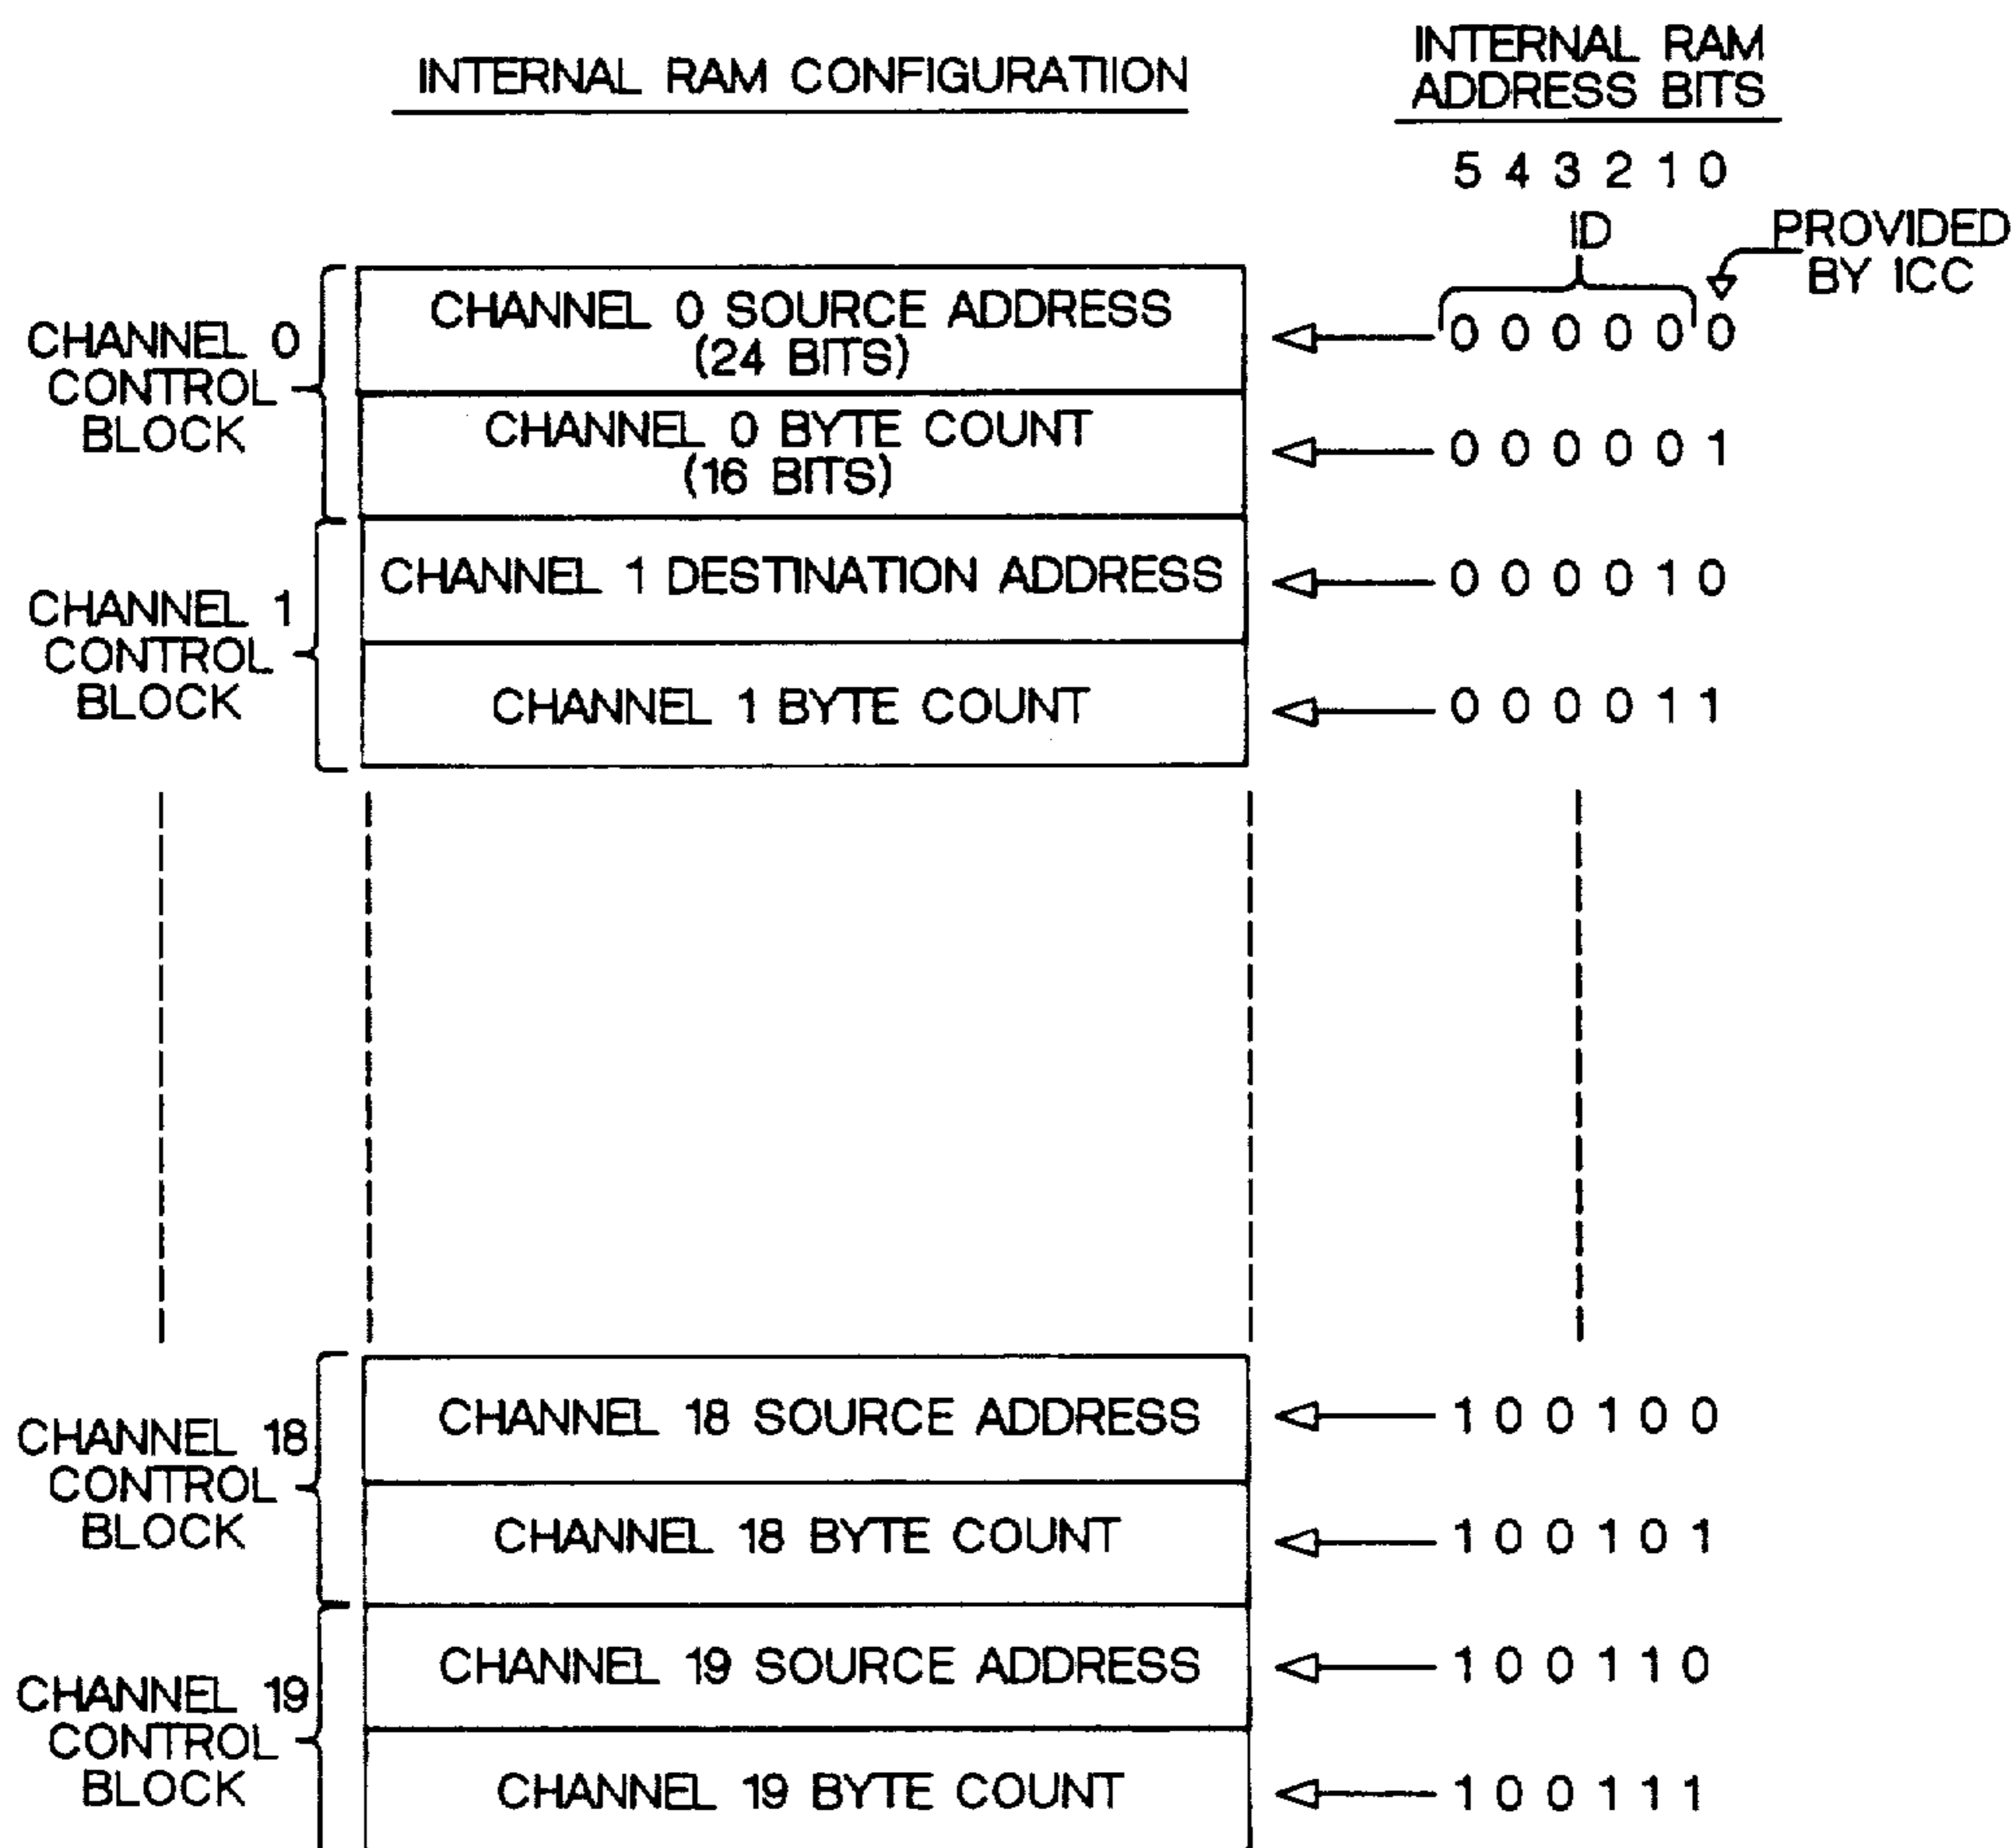 INTERNAL RAM CONFIGURATIION
INTERNAL RAM
ADDRESS BITS
5 4 3 2 1 0
ID
PROVIDED
BY ICC
CHANNEL 0
CONTROL
BLOCK
CHANNEL 0 SOURCE ADDRESS
(24 BITS)
0 0 0 0 0 0
CHANNEL 0 BYTE COUNT
(16 BITS)
0 0 0 0 0 1
CHANNEL 1
CONTROL
BLOCK
CHANNEL 1 DESTINATION ADDRESS
0 0 0 0 1 0
CHANNEL 1 BYTE COUNT
0 0 0 0 1 1
CHANNEL 18
CONTROL
BLOCK
CHANNEL 18 SOURCE ADDRESS
1 0 0 1 0 0
CHANNEL 18 BYTE COUNT
1 0 0 1 0 1
CHANNEL 19
CONTROL
BLOCK
CHANNEL 19 SOURCE ADDRESS
1 0 0 1 1 0
CHANNEL 19 BYTE COUNT
1 0 0 1 1 1